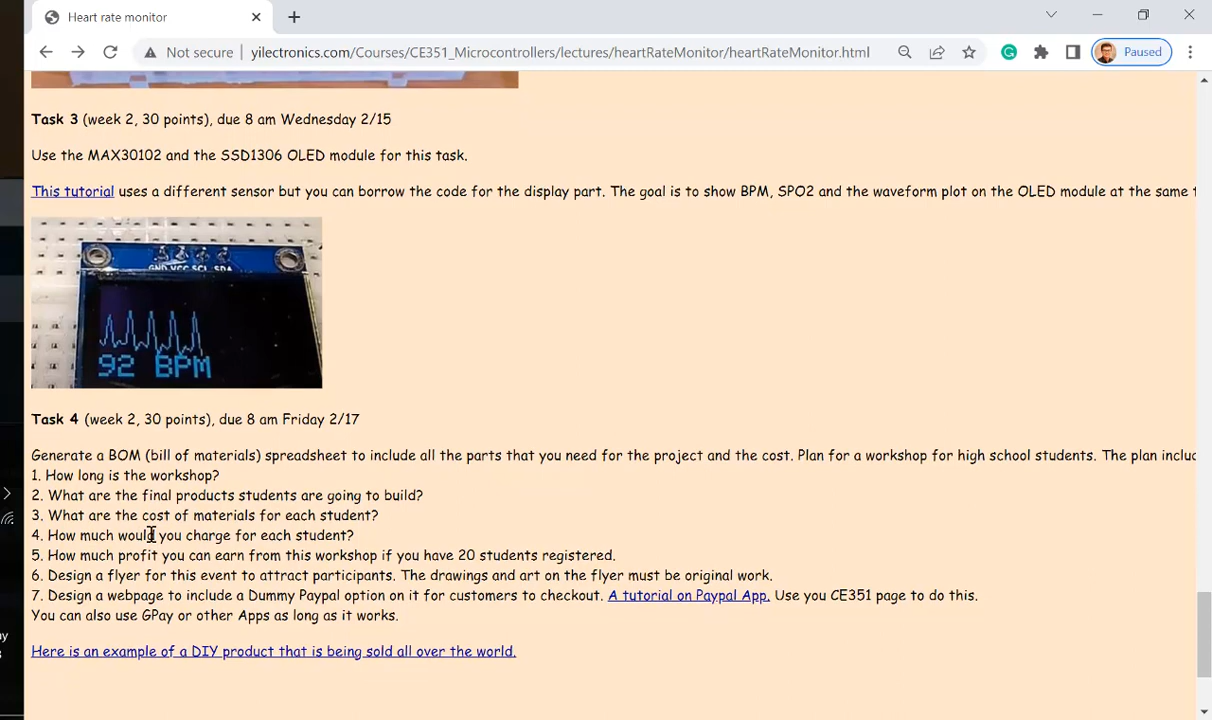 Heart rate monitor
Not secure yilectronics.com/Courses/CE351_Microcontrollers/lectures/heartRateMonitor/heartRateMonitor.html
Paused
Task 3 (week 2, 30 points), due 8 am Wednesday 2/15
Use the MAX30102 and the SSD1306 OLED module for this task.
This tutorial uses a different sensor but you can borrow the code for the display part. The goal is to show BPM, SPO2 and the waveform plot on the OLED module at the same
GND VCC SCL SDA
92 BPM
Task 4 (week 2, 30 points), due 8 am Friday 2/17
Generate a BOM (bill of materials) spreadsheet to include all the parts that you need for the project and the cost. Plan for a workshop for high school students. The plan
1. How long is the workshop?
2. What are the final products students are going to build?
3. What are the cost of materials for each student?
4. How much would you charge for each student?
5. How much profit you can earn from this workshop if you have 20 students registered.
6. Design a flyer for this event to attract participants. The drawings and art on the flyer must be original work.
7. Design a webpage to include a Dummy Paypal option on it for customers to checkout. A tutorial on Paypal App. Use you CE351 page to do this.
You can also use GPay or other Apps as long as it works.
Here is an example of a DIY product that is being sold all over the world.